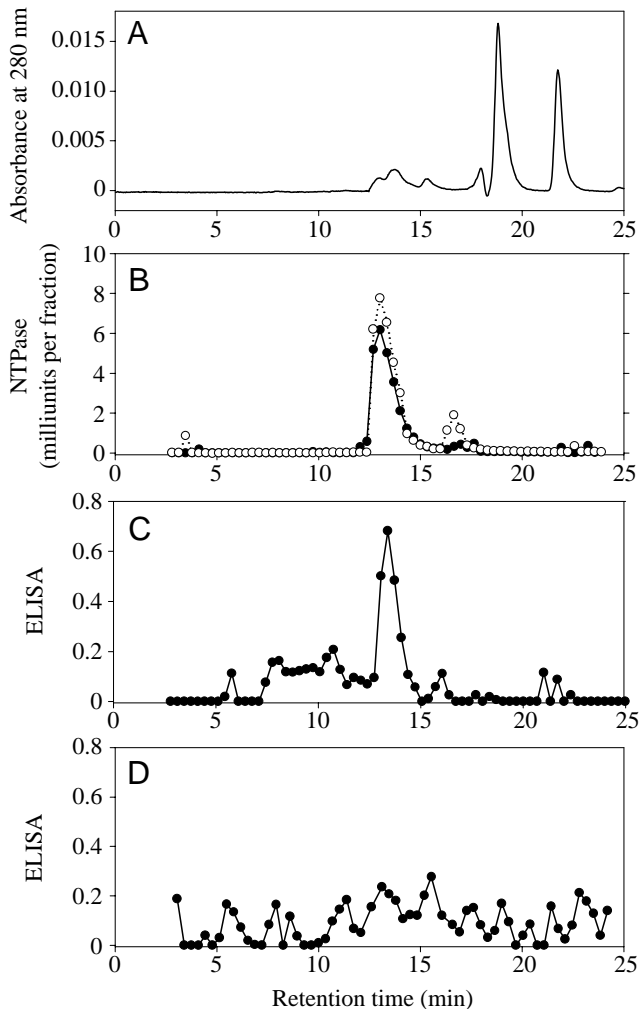 A
Absorbance at 280 nm
0.015
0.010
0.005
0
0 5 10 15 20 25
B
NTPase
(milliunits per fraction)
10
8
6
4
2
0
0 5 10 15 20 25
C
ELISA
0.8
0.6
0.4
0.2
0
0 5 10 15 20 25
D
ELISA
0.8
0.6
0.4
0.2
0
0 5 10 15 20 25
Retention time (min)